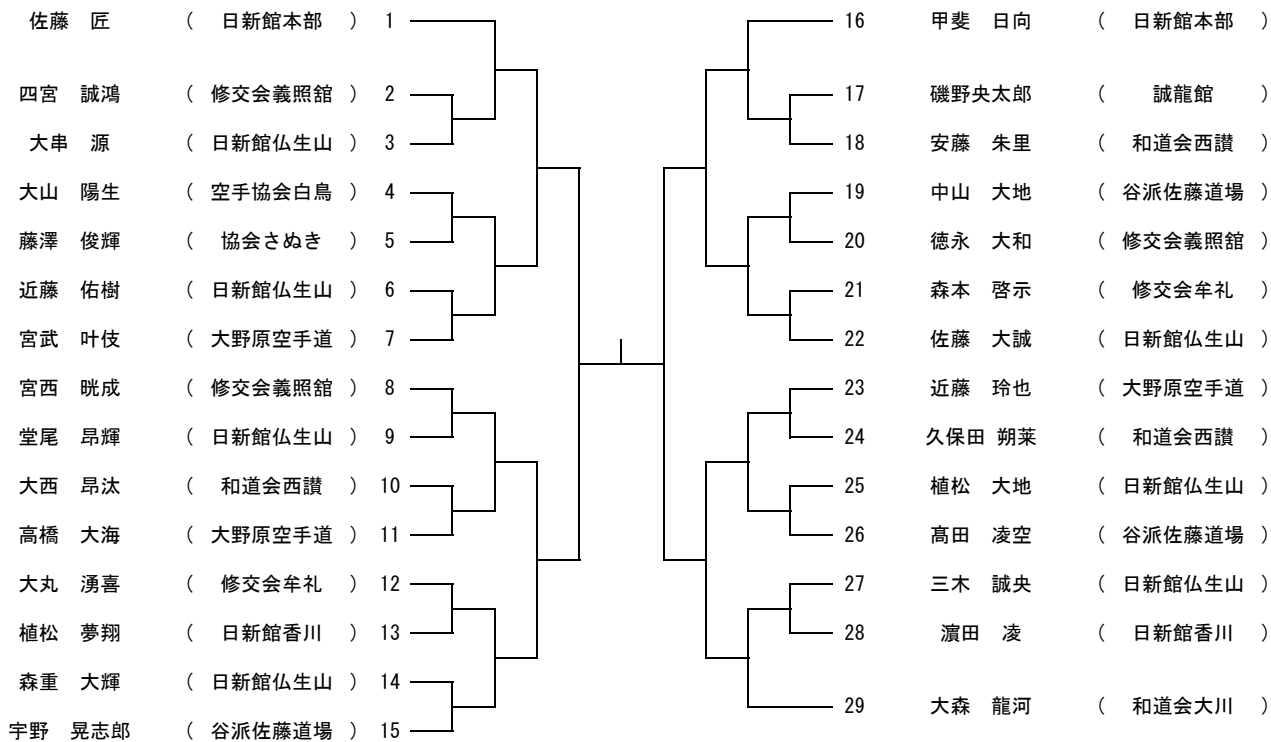 佐藤　匠　（　日新館本部　）　1
四宮　誠鴻　（　修交会義照舘　）　2
大串　源　（　日新館仏生山　）　3
大山　陽生　（　空手協会白鳥　）　4
藤澤　俊輝　（　協会さぬき　）　5
近藤　佑樹　（　日新館仏生山　）　6
宮武　叶伎　（　大野原空手道　）　7
宮西　晄成　（　修交会義照舘　）　8
堂尾　昂輝　（　日新館仏生山　）　9
大西　昂汰　（　和道会西讃　）　10
高橋　大海　（　大野原空手道　）　11
大丸　湧喜　（　修交会牟礼　）　12
植松　夢翔　（　日新館香川　）　13
森重　大輝　（　日新館仏生山　）　14
宇野　晃志郎　（　谷派佐藤道場　）　15
16　甲斐　日向　（　日新館本部　）
17　磯野央太郎　（　誠龍館　）
18　安藤　朱里　（　和道会西讃　）
19　中山　大地　（　谷派佐藤道場　）
20　徳永　大和　（　修交会義照舘　）
21　森本　啓示　（　修交会牟礼　）
22　佐藤　大誠　（　日新館仏生山　）
23　近藤　玲也　（　大野原空手道　）
24　久保田 朔莱　（　和道会西讃　）
25　植松　大地　（　日新館仏生山　）
26　髙田　凌空　（　谷派佐藤道場　）
27　三木　誠央　（　日新館仏生山　）
28　濵田　凌　（　日新館香川　）
29　大森　龍河　（　和道会大川　）